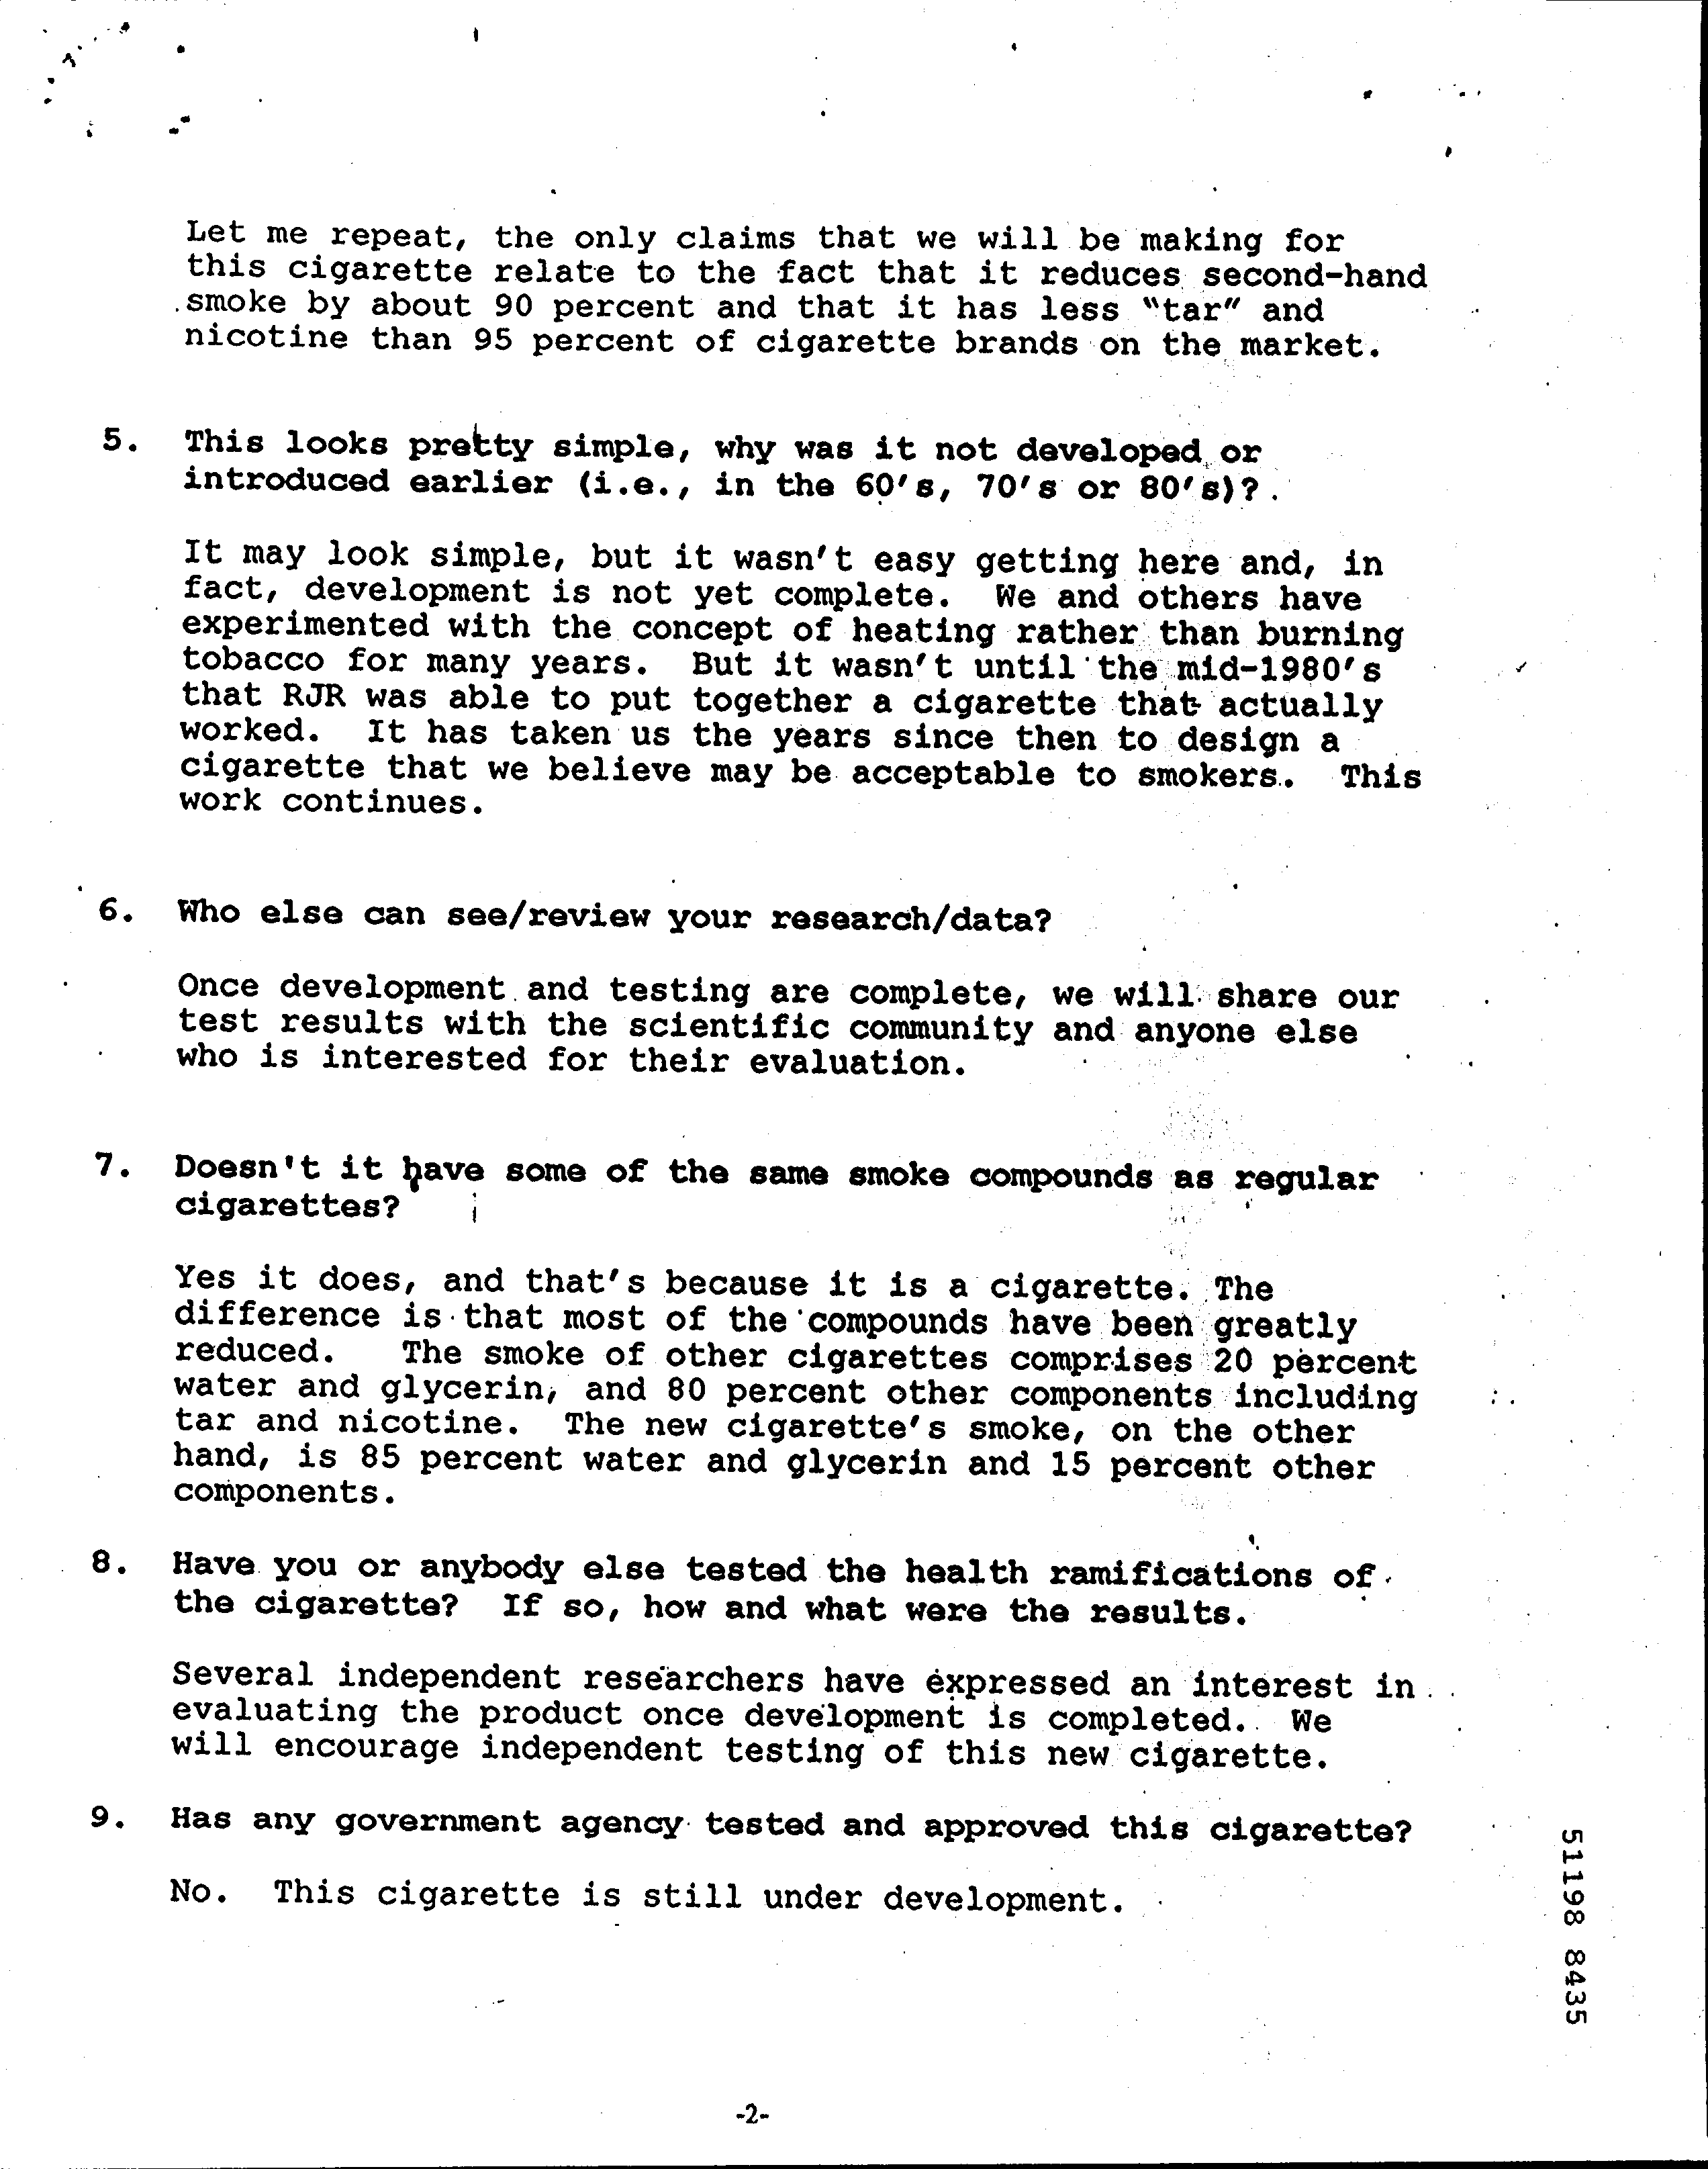 Let me repeat, the only claims that we will be making for
this cigarette relate to the fact that it reduces second-hand
smoke by about 90 percent and that it has less "tar" and
nicotine than 95 percent of cigarette brands on the market.
5. This looks pretty simple, why was it not developed or
introduced earlier (i.e., in the 60's, 70's or 80's)?
It may look simple, but it wasn't easy getting here and, in
fact, development is not yet complete. We and others have
experimented with the concept of heating rather than burning
tobacco for many years. But it wasn't until the mid-1980's
that RJR was able to put together a cigarette that actually
worked. It has taken us the years since then to design a
cigarette that we believe may be acceptable to smokers. This
work continues.
6. Who else can see/review your research/data?
Once development and testing are complete, we will share our
test results with the scientific community and anyone else
who is interested for their evaluation.
7. Doesn't it have some of the same smoke compounds as regular
cigarettes?
Yes it does, and that's because it is a cigarette. The
difference is that most of the compounds have been greatly
reduced. The smoke of other cigarettes comprises 20 percent
water and glycerin, and 80 percent other components including
tar and nicotine. The new cigarette's smoke, on the other
hand, is 85 percent water and glycerin and 15 percent other
components.
8. Have you or anybody else tested the health ramifications of
the cigarette? If so, how and what were the results.
Several independent researchers have expressed an interest in
evaluating the product once development is completed. We
will encourage independent testing of this new cigarette.
9. Has any government agency tested and approved this cigarette?
No. This cigarette is still under development.
51198 8435
-2-